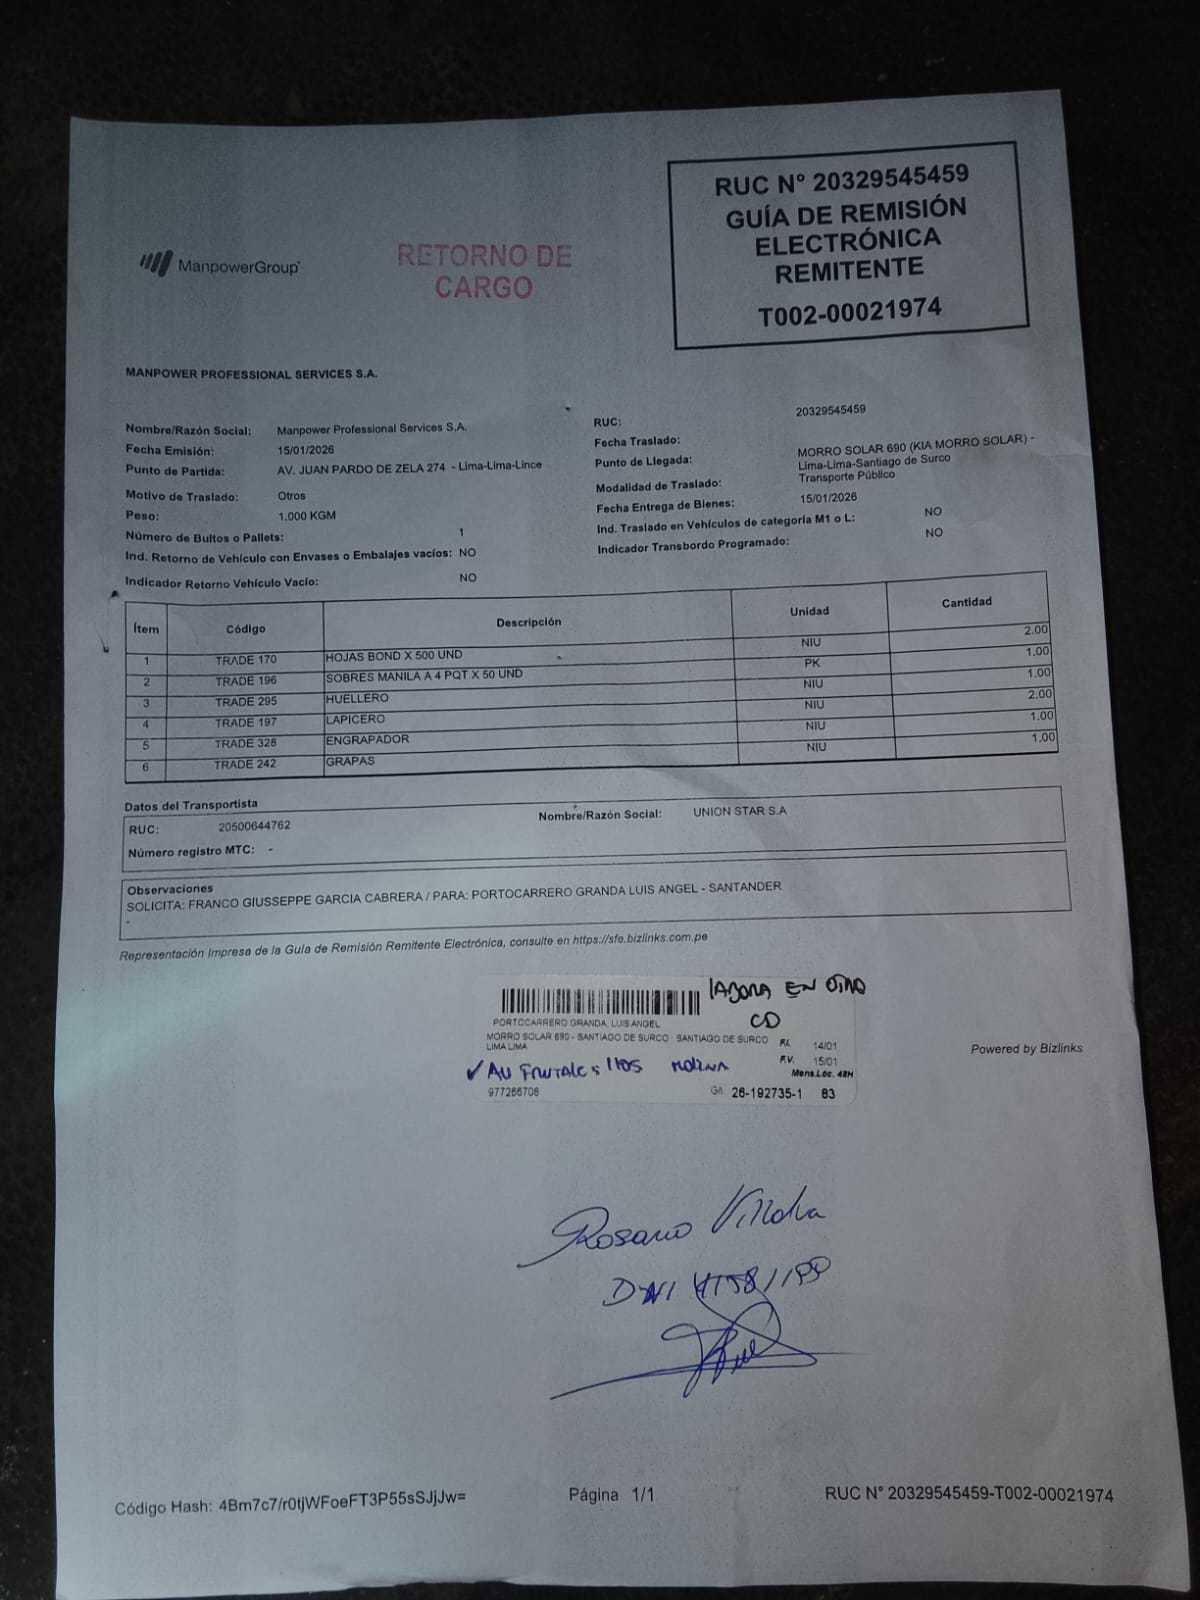 RUC N° 20329545459
GUÍA DE REMISIÓN
ELECTRÓNICA
REMITENTE
T002-00021974
ManpowerGroup
RETORNO DE
CARGO
MANPOWER PROFESSIONAL SERVICES S.A.
Nombre/Razón Social: Manpower Professional Services S.A.
Fecha Emisión: 15/01/2026
Punto de Partida: AV. JUAN PARDO DE ZELA 274 - Lima-Lima-Lince
Motivo de Traslado: Otros
Peso: 1.000 KGM
Número de Bultos o Pallets: 1
Ind. Retorno de Vehículo con Envases o Embalajes vacíos: NO
Indicador Retorno Vehículo Vacío: NO
RUC: 20329545459
Fecha Traslado:
Punto de Llegada: MORRO SOLAR 690 (KIA MORRO SOLAR) -
Lima-Lima-Santiago de Surco
Modalidad de Traslado: Transporte Público
Fecha Entrega de Bienes: 15/01/2026
Ind. Traslado en Vehículos de categoría M1 o L: NO
Indicador Transbordo Programado: NO
Ítem Código Descripción Unidad Cantidad
1 TRADE 170 HOJAS BOND X 500 UND NIU 2.00
2 TRADE 196 SOBRES MANILA A 4 PQT X 50 UND PK 1.00
3 TRADE 295 HUELLERO NIU 1.00
4 TRADE 197 LAPICERO NIU 2.00
5 TRADE 328 ENGRAPADOR NIU 1.00
6 TRADE 242 GRAPAS NIU 1.00
Datos del Transportista
RUC: 20500644762 Nombre/Razón Social: UNION STAR S.A
Número registro MTC: -
Observaciones
SOLICITA: FRANCO GIUSSEPPE GARCIA CABRERA / PARA: PORTOCARRERO GRANDA LUIS ANGEL - SANTANDER
-
Representación Impresa de la Guía de Remisión Remitente Electrónica, consulte en https://sfe.bizlinks.com.pe
LABORA EN OTRO
CD
PORTOCARRERO GRANDA, LUIS ANGEL
MORRO SOLAR 690 - SANTIAGO DE SURCO - SANTIAGO DE SURCO
LIMA LIMA
14/01
P.V. 15/01
Mens.Loc. 48H
✓ AV FRUTALES 1105 MOLINA
977266708
26-192735-1 83
Powered by Bizlinks
Rosario
DNI
Código Hash: 4Bm7c7/r0tjWFoeFT3P55sSJjJw=
Página 1/1
RUC N° 20329545459-T002-00021974